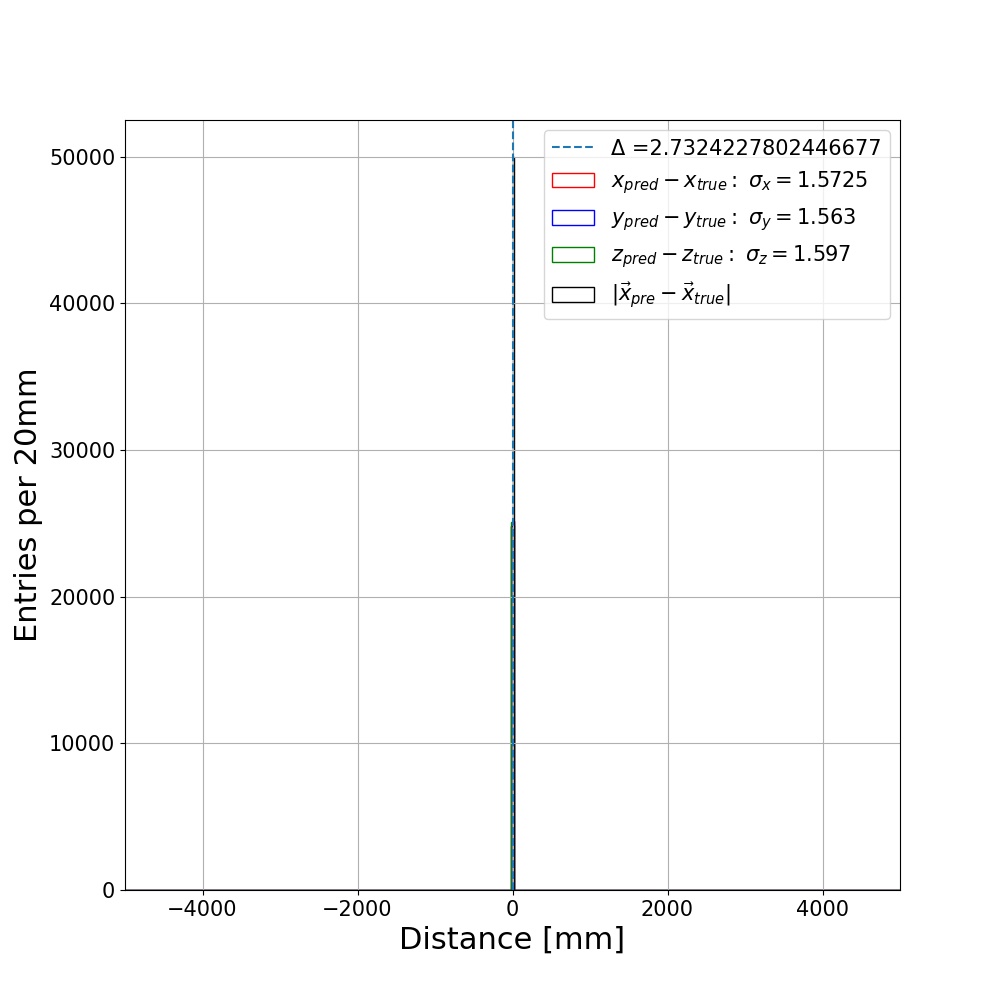 Δ =2.7324227802446677
x_pred − x_true : σ_x = 1.5725
y_pred − y_true : σ_y = 1.563
z_pred − z_true : σ_z = 1.597
|x⃗_pre − x⃗_true|
50000
40000
30000
20000
10000
0
Entries per 20mm
−4000 −2000 0 2000 4000
Distance [mm]